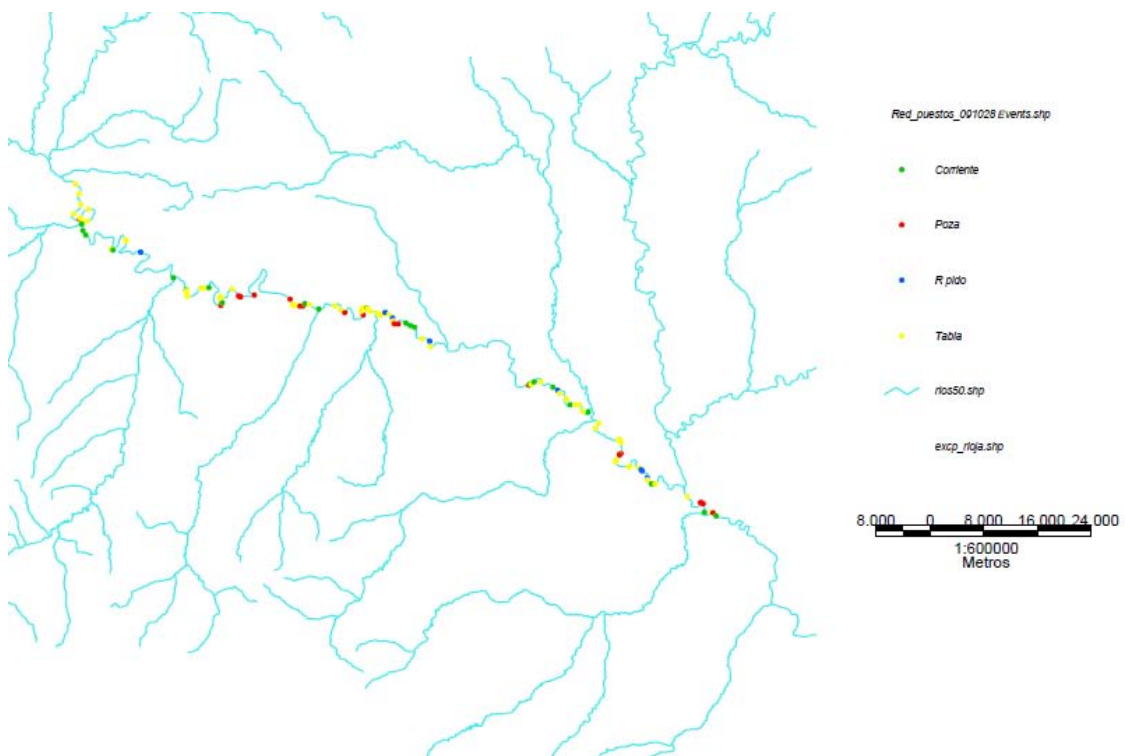 Red_puestos_091028 Events.shp
Corriente
Poza
R pido
Tabla
rios50.shp
excp_rioja.shp
8.000 0 8.000 16.000 24.000
1:600000
Metros